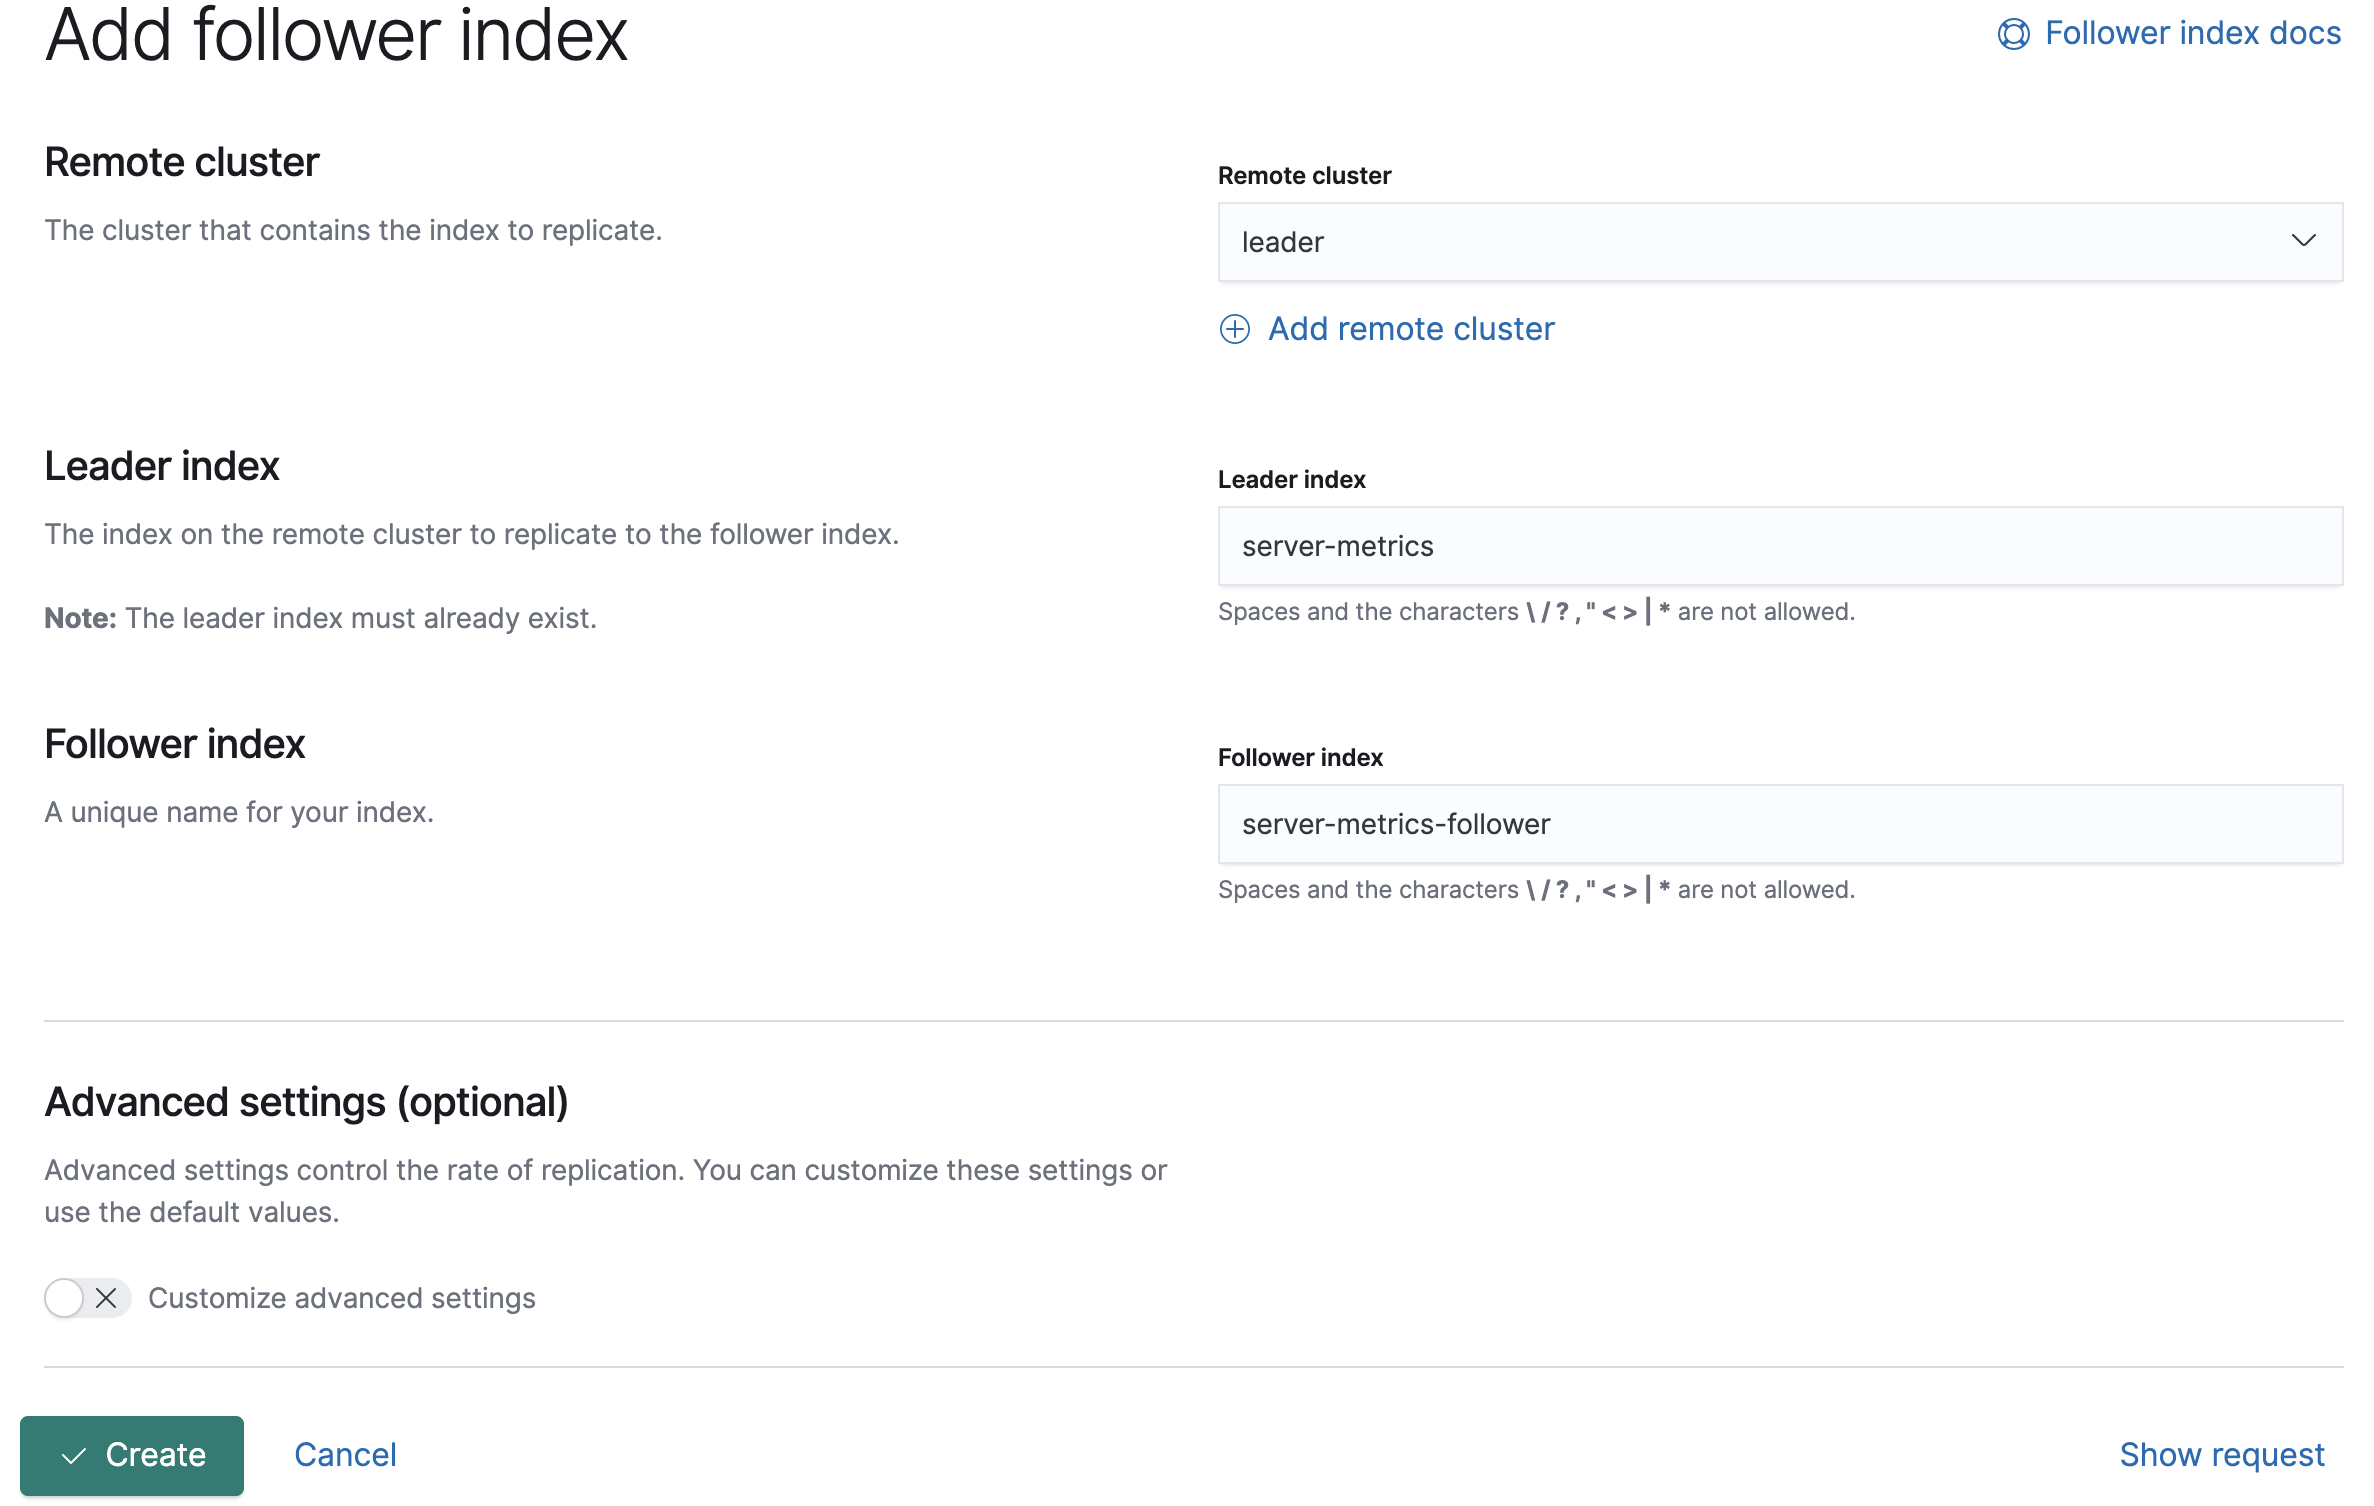 Add follower index
Follower index docs
Remote cluster
The cluster that contains the index to replicate.
Remote cluster
leader
Add remote cluster
Leader index
The index on the remote cluster to replicate to the follower index.
Note: The leader index must already exist.
Leader index
server-metrics
Spaces and the characters \ / ? , " < > | * are not allowed.
Follower index
A unique name for your index.
Follower index
server-metrics-follower
Spaces and the characters \ / ? , " < > | * are not allowed.
Advanced settings (optional)
Advanced settings control the rate of replication. You can customize these settings or
use the default values.
Customize advanced settings
Create
Cancel
Show request